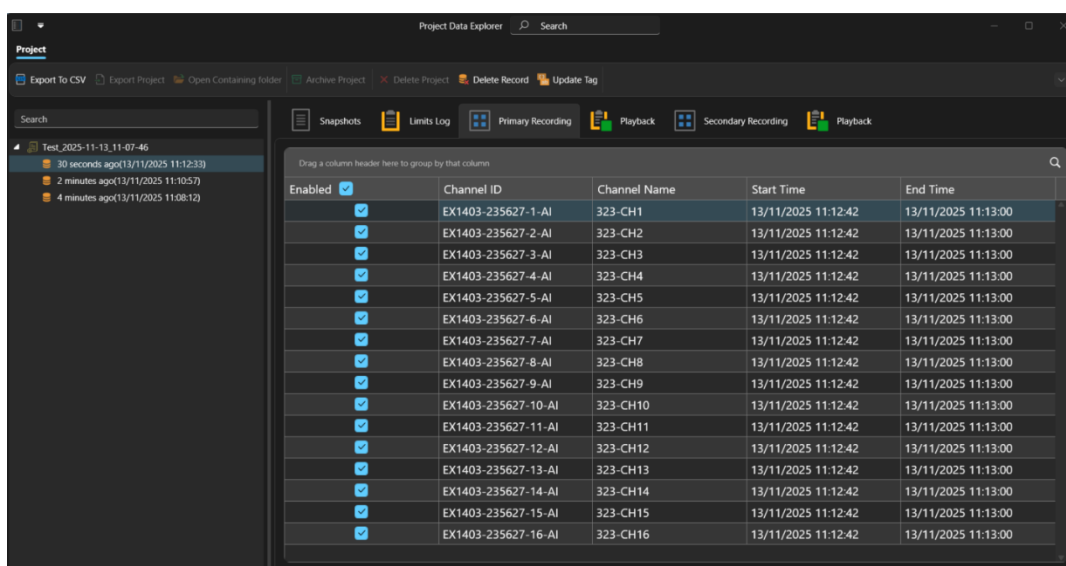 Project Data Explorer Search
Project
Export To CSV Export Project Open Containing folder Archive Project Delete Project Delete Record Update Tag
Search
Test_2025-11-13_11-07-46
30 seconds ago(13/11/2025 11:12:33)
2 minutes ago(13/11/2025 11:10:57)
4 minutes ago(13/11/2025 11:08:12)
Snapshots Limits Log Primary Recording Playback Secondary Recording Playback
Drag a column header here to group by that column
Enabled Channel ID Channel Name Start Time End Time
EX1403-235627-1-AI 323-CH1 13/11/2025 11:12:42 13/11/2025 11:13:00
EX1403-235627-2-AI 323-CH2 13/11/2025 11:12:42 13/11/2025 11:13:00
EX1403-235627-3-AI 323-CH3 13/11/2025 11:12:42 13/11/2025 11:13:00
EX1403-235627-4-AI 323-CH4 13/11/2025 11:12:42 13/11/2025 11:13:00
EX1403-235627-5-AI 323-CH5 13/11/2025 11:12:42 13/11/2025 11:13:00
EX1403-235627-6-AI 323-CH6 13/11/2025 11:12:42 13/11/2025 11:13:00
EX1403-235627-7-AI 323-CH7 13/11/2025 11:12:42 13/11/2025 11:13:00
EX1403-235627-8-AI 323-CH8 13/11/2025 11:12:42 13/11/2025 11:13:00
EX1403-235627-9-AI 323-CH9 13/11/2025 11:12:42 13/11/2025 11:13:00
EX1403-235627-10-AI 323-CH10 13/11/2025 11:12:42 13/11/2025 11:13:00
EX1403-235627-11-AI 323-CH11 13/11/2025 11:12:42 13/11/2025 11:13:00
EX1403-235627-12-AI 323-CH12 13/11/2025 11:12:42 13/11/2025 11:13:00
EX1403-235627-13-AI 323-CH13 13/11/2025 11:12:42 13/11/2025 11:13:00
EX1403-235627-14-AI 323-CH14 13/11/2025 11:12:42 13/11/2025 11:13:00
EX1403-235627-15-AI 323-CH15 13/11/2025 11:12:42 13/11/2025 11:13:00
EX1403-235627-16-AI 323-CH16 13/11/2025 11:12:42 13/11/2025 11:13:00